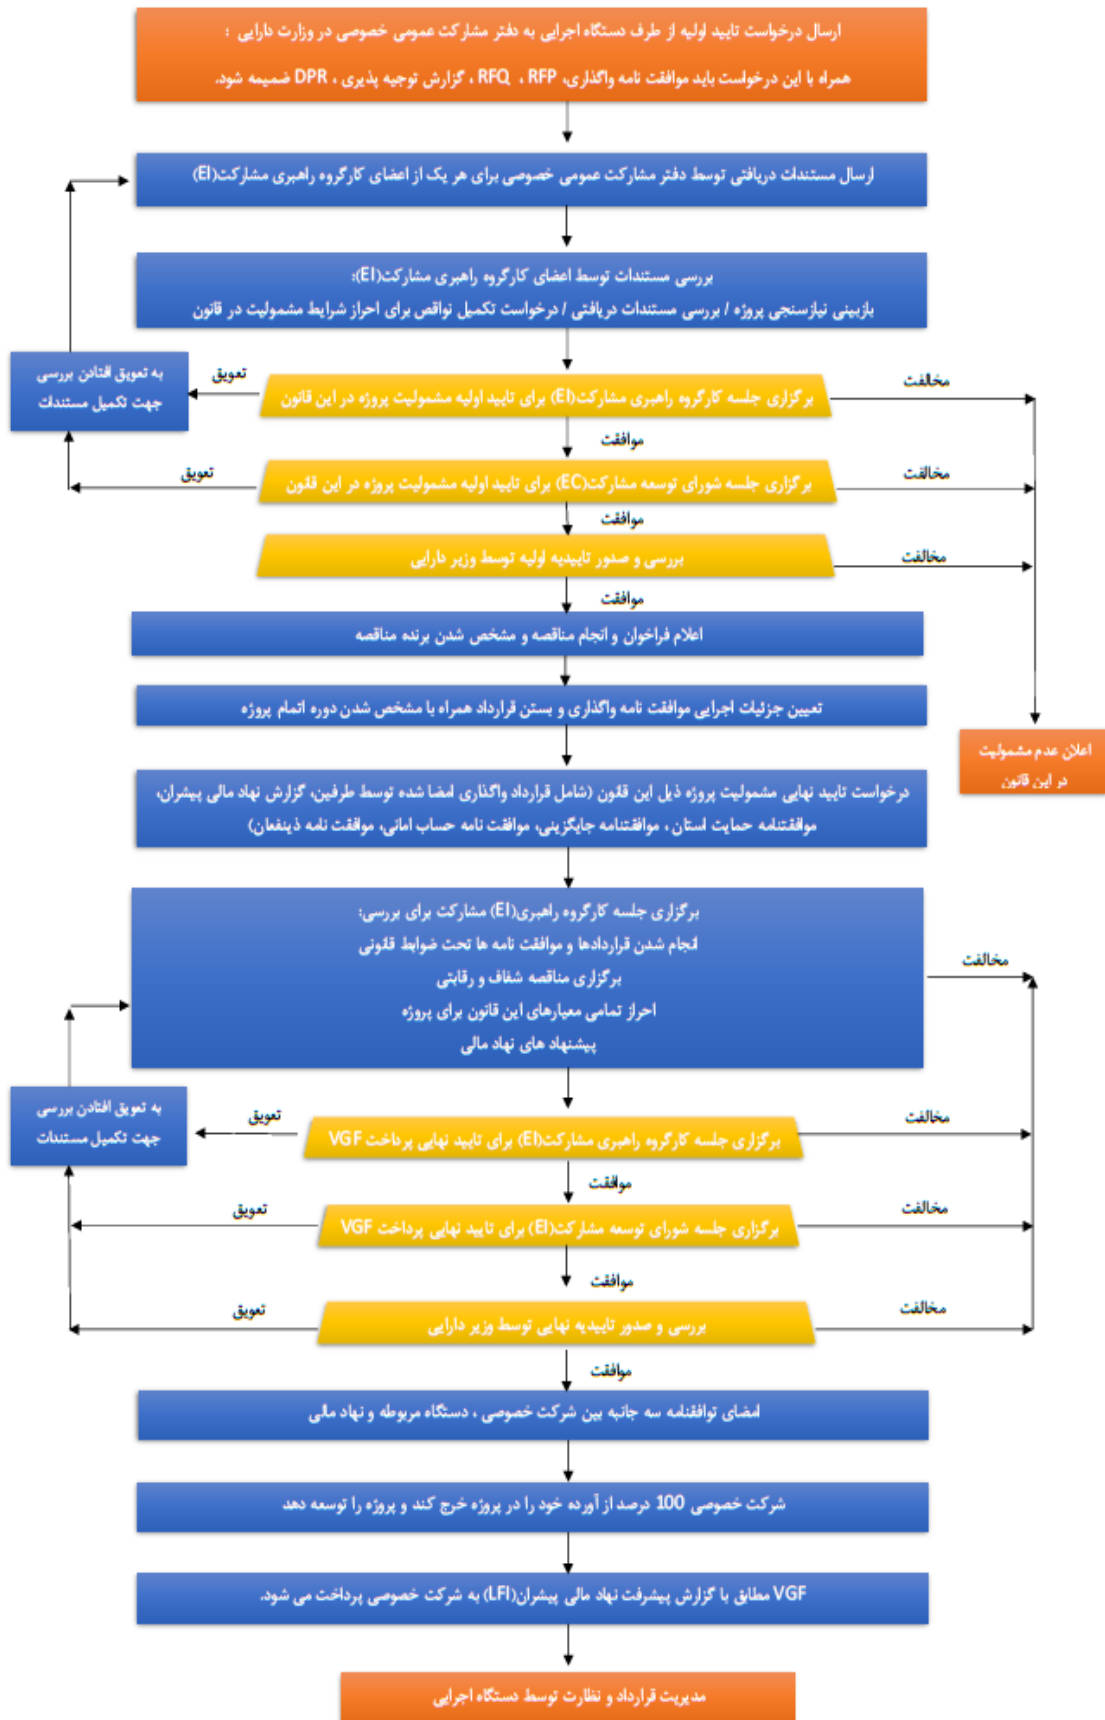 ارسال درخواست تایید اولیه از طرف دستگاه اجرایی به دفتر مشارکت عمومی خصوصی در وزارت دارایی :
همراه با این درخواست باید موافقت نامه واگذاری، RFQ ، RFP ، گزارش توجیه پذیری ، DPR ضمیمه شود.
ارسال مستندات دریافتی توسط دفتر مشارکت عمومی خصوصی برای هر یک از اعضای کارگروه راهبری مشارکت(EI)
بررسی مستندات توسط اعضای کارگروه راهبری مشارکت(EI):
بازبینی نیازسنجی پروژه / بررسی مستندات دریافتی / درخواست تکمیل نواقص برای احراز شرایط مشمولیت در قانون
به تعویق افتادن بررسی
جهت تکمیل مستندات
تعویق
برگزاری جلسه کارگروه راهبری مشارکت(EI) برای تایید اولیه مشمولیت پروژه در این قانون
مخالفت
موافقت
تعویق
برگزاری جلسه شورای توسعه مشارکت(EC) برای تایید اولیه مشمولیت پروژه در این قانون
مخالفت
موافقت
بررسی و صدور تاییدیه اولیه توسط وزیر دارایی
مخالفت
موافقت
اعلام فراخوان و انجام مناقصه و مشخص شدن برنده مناقصه
تعیین جزئیات اجرایی موافقت نامه واگذاری و بستن قرارداد همراه با مشخص شدن دوره اتمام پروژه
اعلان عدم مشمولیت
در این قانون
درخواست تایید نهایی مشمولیت پروژه ذیل این قانون (شامل قرارداد واگذاری امضا شده توسط طرفین، گزارش نهاد مالی پیشران،
موافقتنامه حمایت استان ، موافقتنامه جایگزینی، موافقت نامه حساب امانی، موافقت نامه ذینفعان)
برگزاری جلسه کارگروه راهبری(EI) مشارکت برای بررسی:
انجام شدن قراردادها و موافقت نامه ها تحت ضوابط قانونی
برگزاری مناقصه شفاف و رقابتی
احراز تمامی معیارهای این قانون برای پروژه
پیشنهاد های نهاد مالی
مخالفت
به تعویق افتادن بررسی
جهت تکمیل مستندات
تعویق
برگزاری جلسه کارگروه راهبری مشارکت(EI) برای تایید نهایی پرداخت VGF
مخالفت
موافقت
تعویق
برگزاری جلسه شورای توسعه مشارکت(EI) برای تایید نهایی پرداخت VGF
مخالفت
موافقت
تعویق
بررسی و صدور تاییدیه نهایی توسط وزیر دارایی
مخالفت
موافقت
امضای توافقنامه سه جانبه بین شرکت خصوصی ، دستگاه مربوطه و نهاد مالی
شرکت خصوصی 100 درصد از آورده خود را در پروژه خرج کند و پروژه را توسعه دهد
VGF مطابق با گزارش پیشرفت نهاد مالی پیشران(LFI) به شرکت خصوصی پرداخت می شود.
مدیریت قرارداد و نظارت توسط دستگاه اجرایی